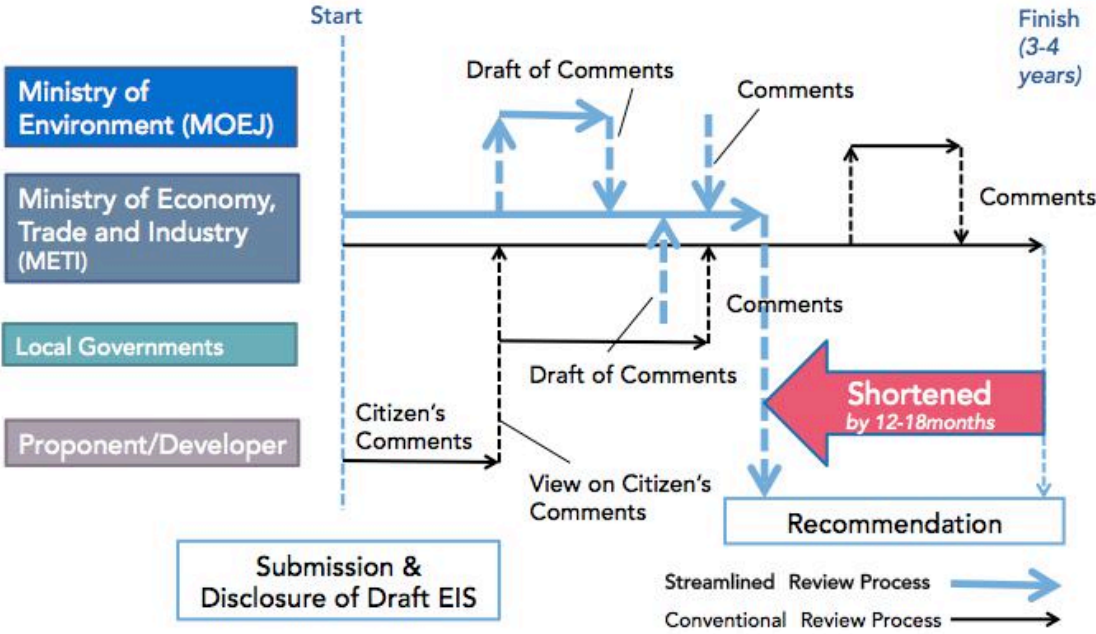 Start
Finish
(3-4
years)
Ministry of
Environment (MOEJ)
Draft of Comments
Comments
Ministry of Economy,
Trade and Industry
(METI)
Comments
Comments
Local Governments
Draft of Comments
Shortened
by 12-18months
Proponent/Developer
Citizen's
Comments
View on Citizen's
Comments
Recommendation
Submission &
Disclosure of Draft EIS
Streamlined Review Process
Conventional Review Process